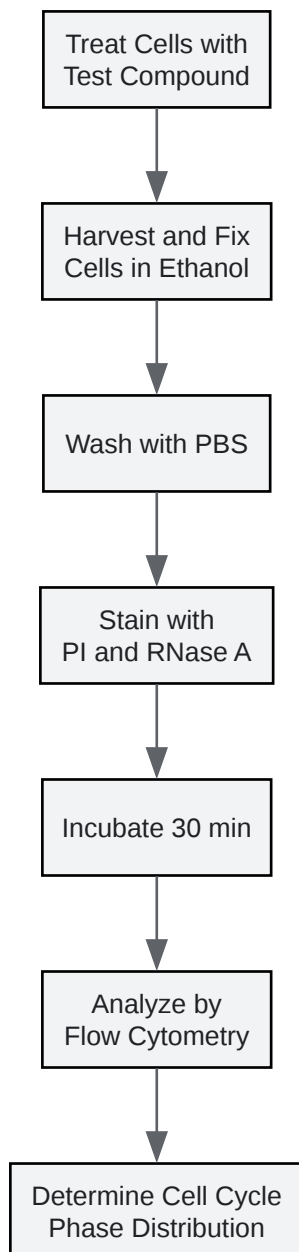 Treat Cells with
Test Compound
Harvest and Fix
Cells in Ethanol
Wash with PBS
Stain with
PI and RNase A
Incubate 30 min
Analyze by
Flow Cytometry
Determine Cell Cycle
Phase Distribution